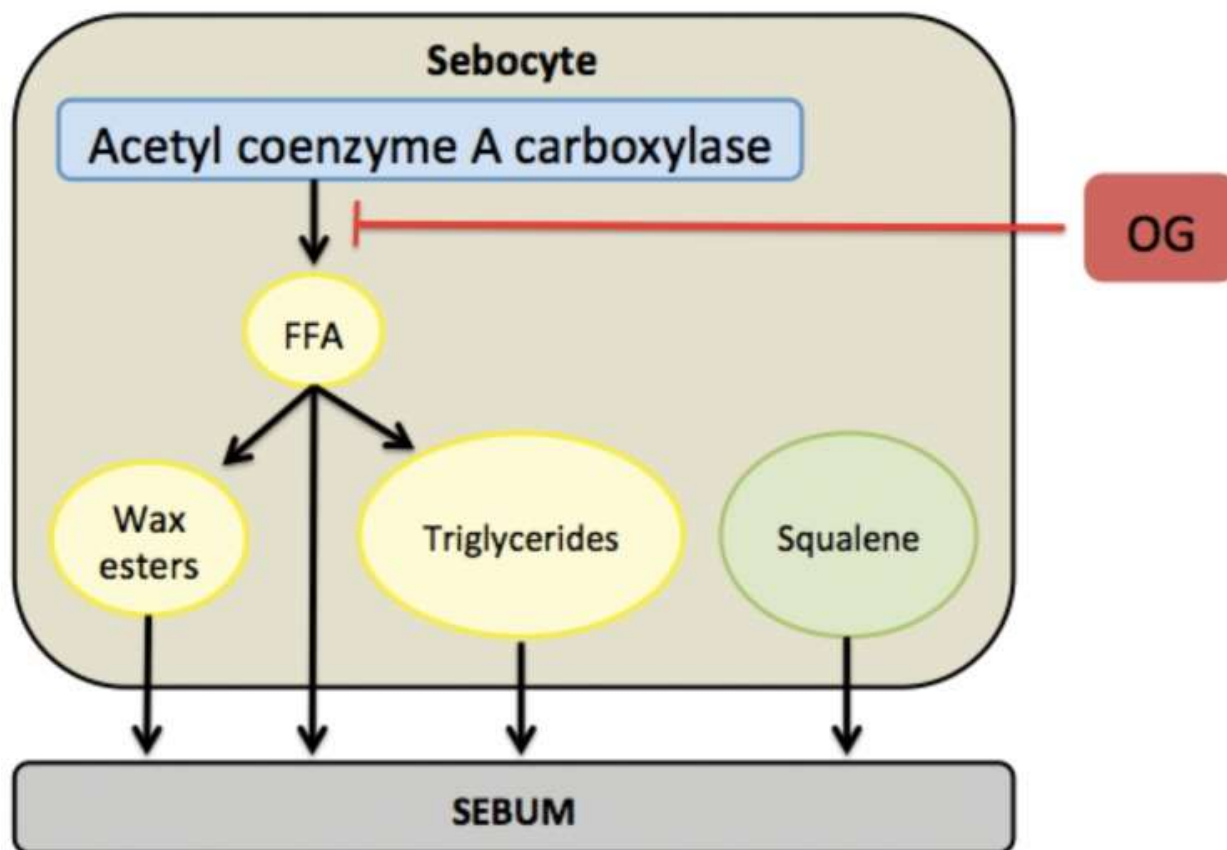 Sebocyte
Acetyl coenzyme A carboxylase
OG
FFA
Wax
esters
Triglycerides
Squalene
SEBUM